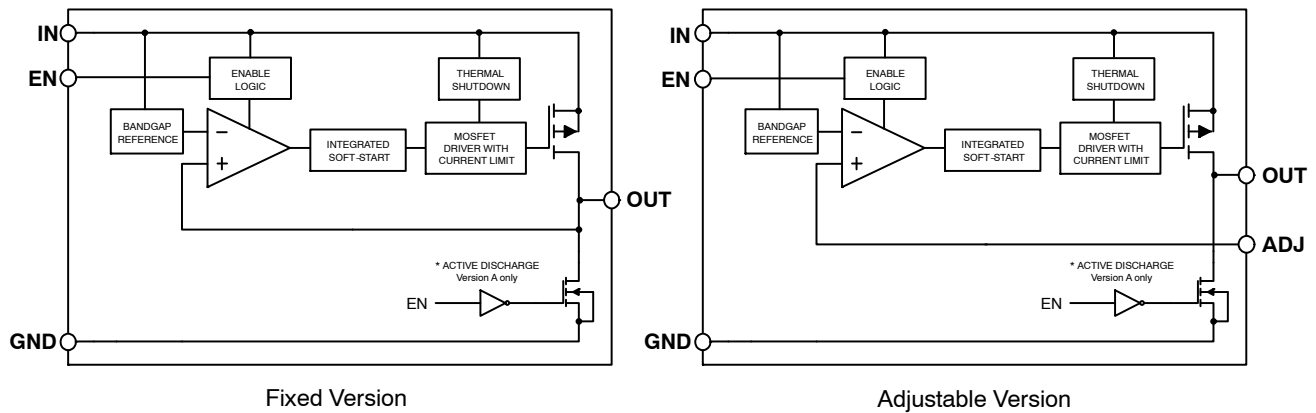 IN
EN
ENABLE
LOGIC
THERMAL
SHUTDOWN
BANDGAP
REFERENCE
−
+
INTEGRATED
SOFT-START
MOSFET
DRIVER WITH
CURRENT LIMIT
OUT
* ACTIVE DISCHARGE
Version A only
EN
GND
Fixed Version
IN
EN
ENABLE
LOGIC
THERMAL
SHUTDOWN
BANDGAP
REFERENCE
−
+
INTEGRATED
SOFT-START
MOSFET
DRIVER WITH
CURRENT LIMIT
OUT
ADJ
* ACTIVE DISCHARGE
Version A only
EN
GND
Adjustable Version